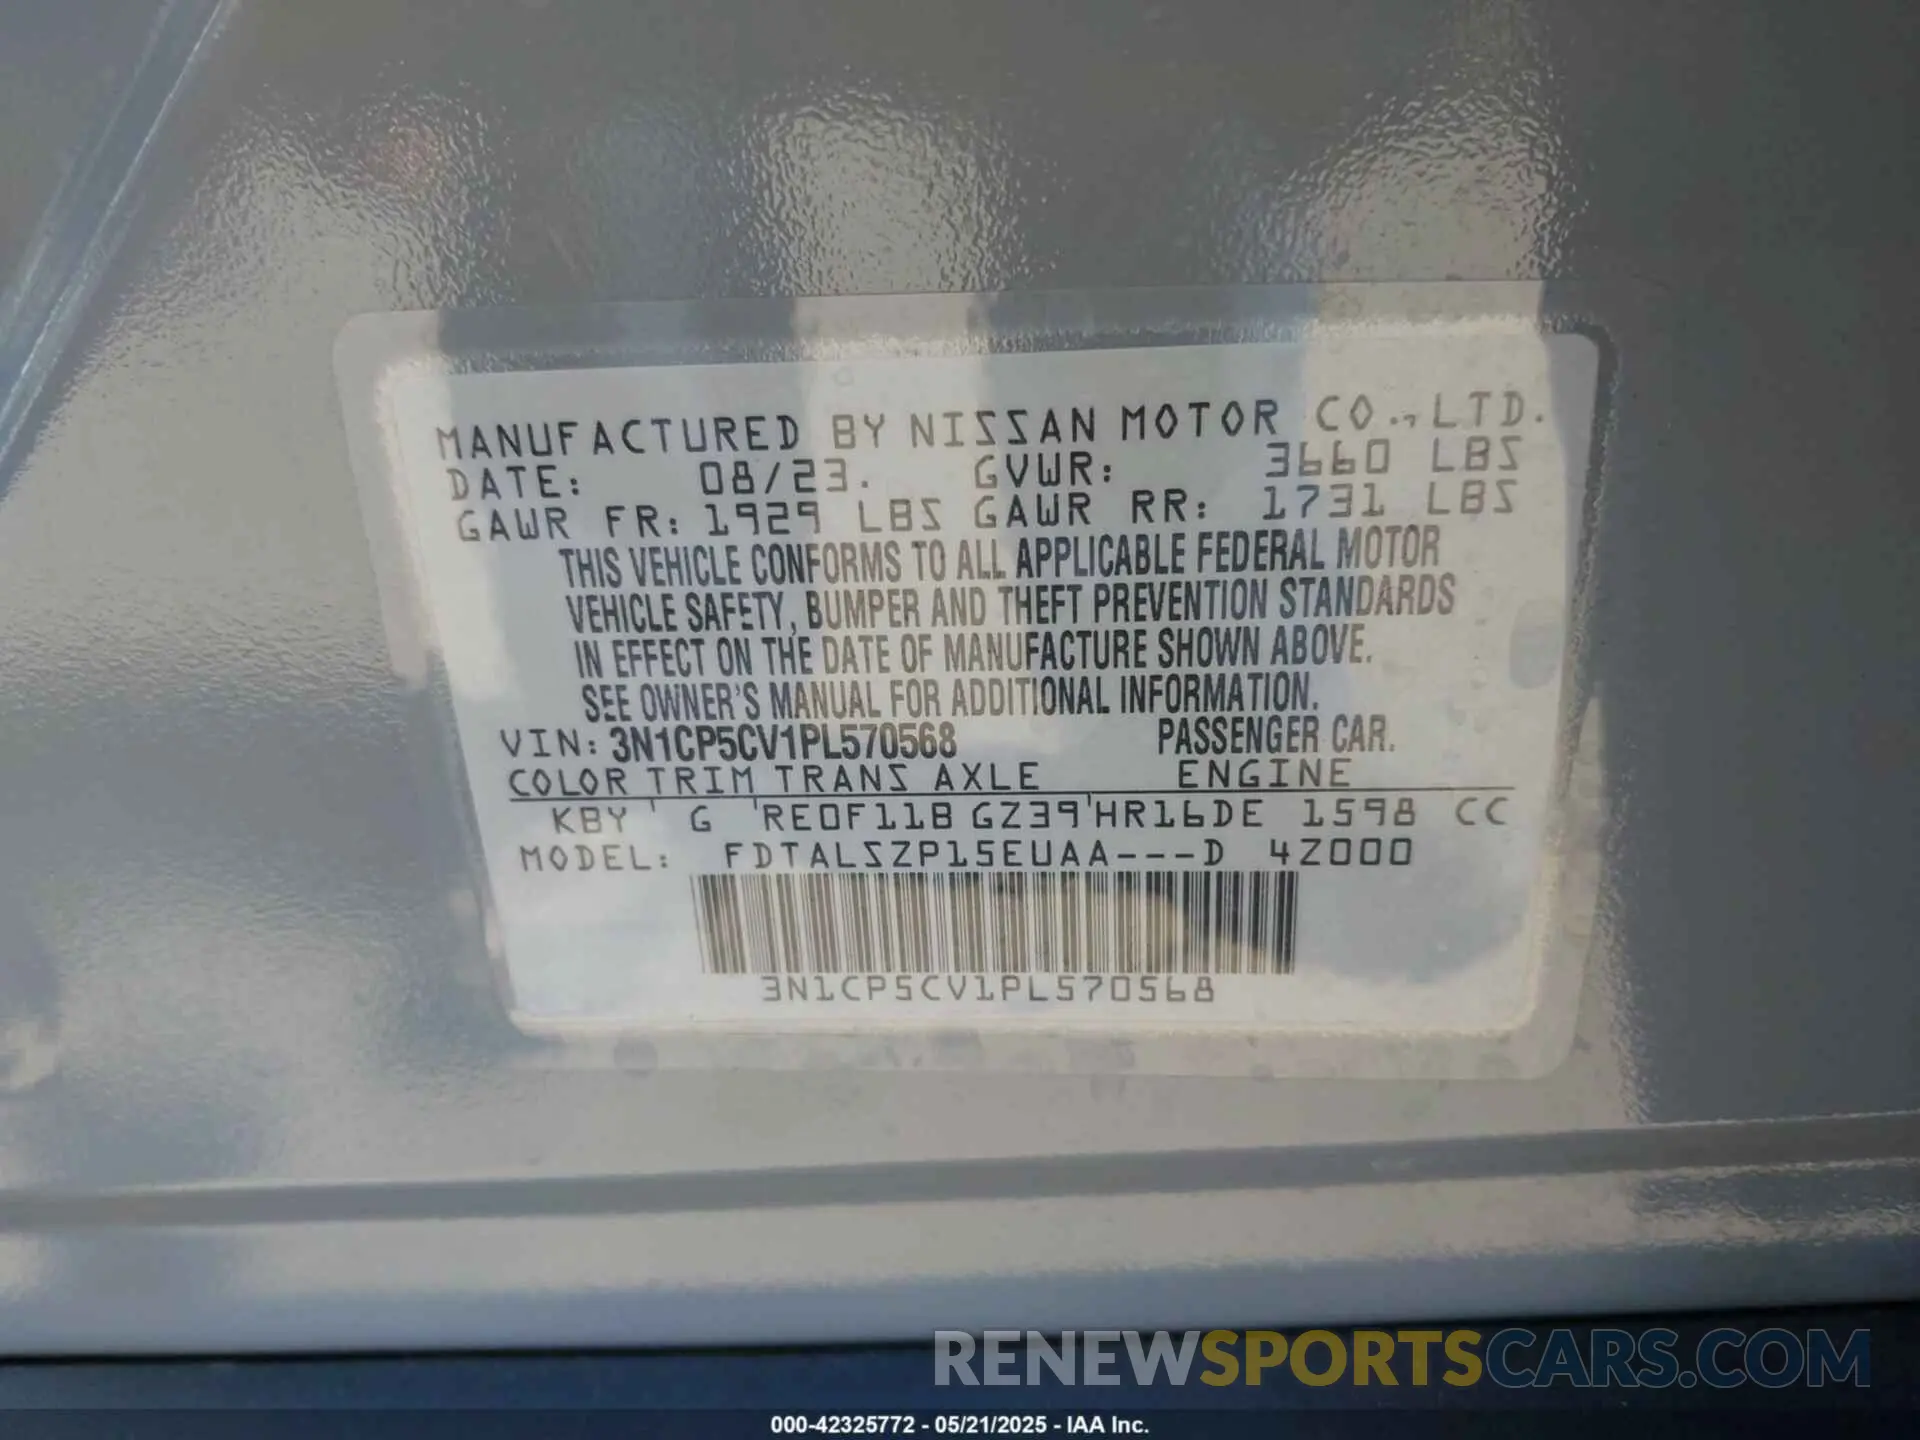 MANUFACTURED BY NISSAN MOTOR CO., LTD.
DATE: 08/23. GVWR: 3660 LBS
GAWR FR: 1929 LBS GAWR RR: 1731 LBS
THIS VEHICLE CONFORMS TO ALL APPLICABLE FEDERAL MOTOR
VEHICLE SAFETY, BUMPER AND THEFT PREVENTION STANDARDS
IN EFFECT ON THE DATE OF MANUFACTURE SHOWN ABOVE.
SEE OWNER'S MANUAL FOR ADDITIONAL INFORMATION.
VIN: 3N1CP5CV1PL570568 PASSENGER CAR.
COLOR TRIM TRANS AXLE ENGINE
KBY ' G ' RE0F11B GZ39 ' HR16DE 1598 CC
MODEL: FDTALSZP15EUAA---D 4Z000
3N1CP5CV1PL570568
RENEWSPORTSCARS.COM
000-42325772 - 05/21/2025 - IAA Inc.